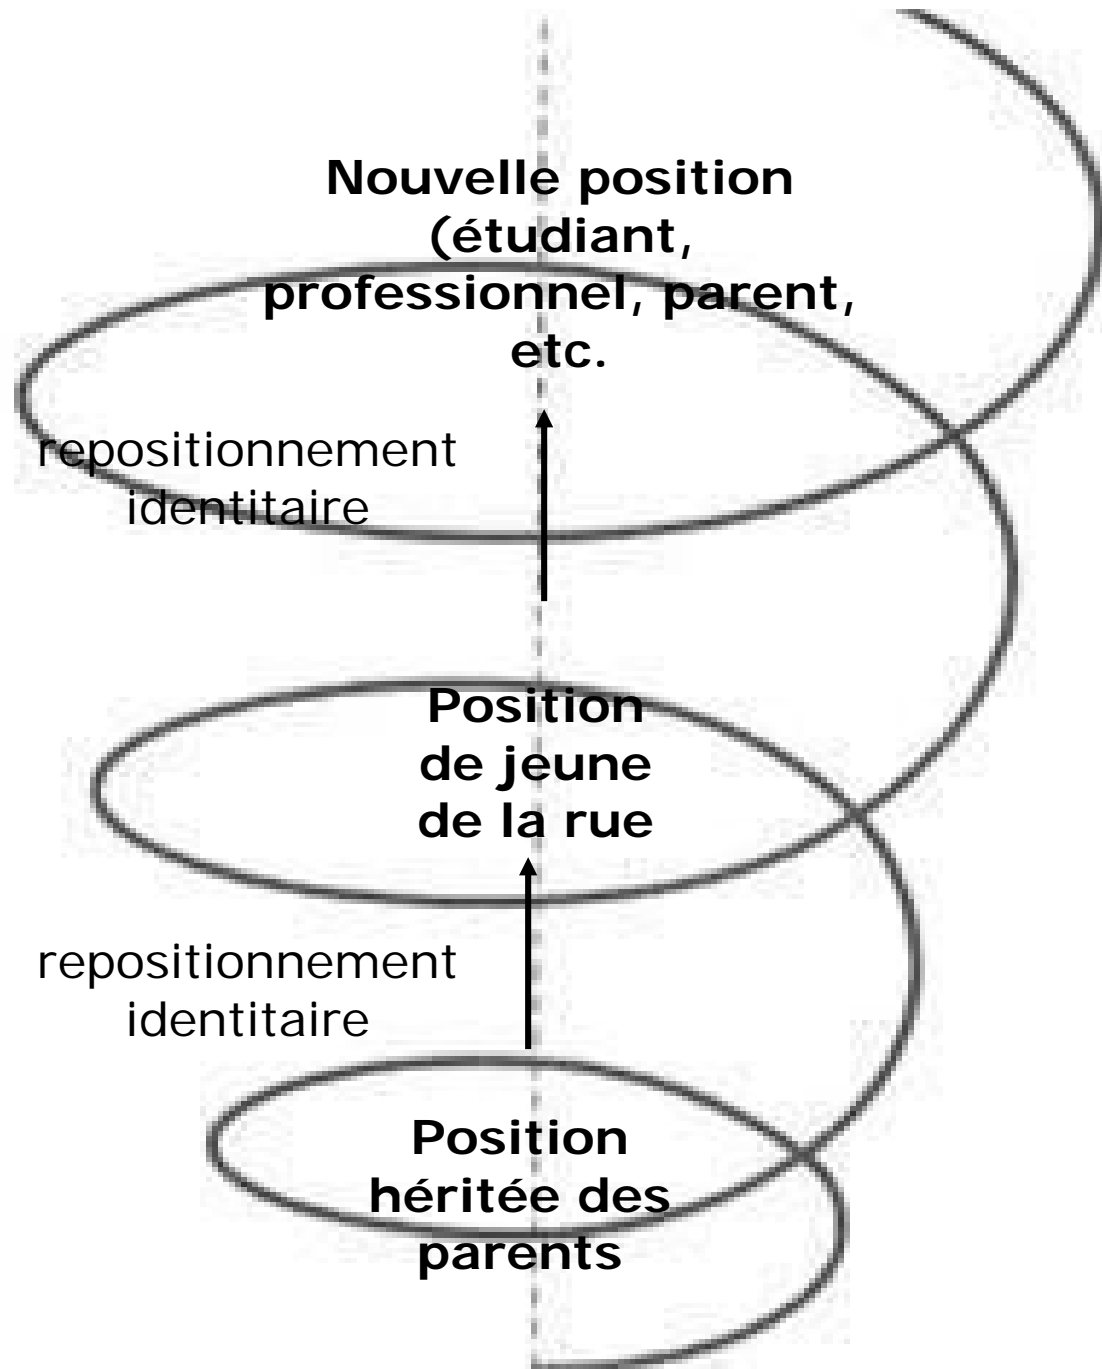 Nouvelle position
(étudiant,
professionnel, parent,
etc.
repositionnement
identitaire
Position
de jeune
de la rue
repositionnement
identitaire
Position
héritée des
parents